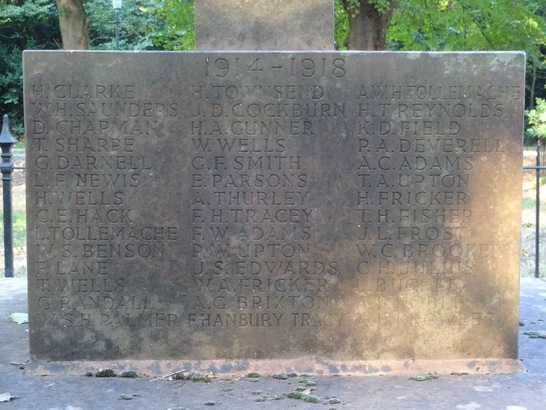 1914-1918
H. CLARKE
W.H. SAUNDERS
D. CHAPMAN
T. SHARPE
G. DARNELL
L.F. NEWIS
H. WELLS
C.E. HACK
TOLLEMACHE
W.S. BENSON
F. LANE
T. WELLS
G. RANDALL
W.S.H. PALMER
H. TOWNSEND
J.D. COCKBURN
H.A. GUNNER
W. WELLS
C.F. SMITH
E. PARSONS
A. THURLEY
F.H. TRACEY
F.W. ADAMS
UPTON
J.S. EDWARDS
W.A. FRICKER
A.G. BRIXTON
F. HANBURY TRACY
A.W.H. TOLLEMACHE
H.T. REYNOLDS
K.D. FIELD
P.A. DEVERELL
A.C. ADAMS
T.A. UPTON
H. FRICKER
T.H. FISHER
J.L. FROST
W.C. BROOKER
C.H. JULIUS